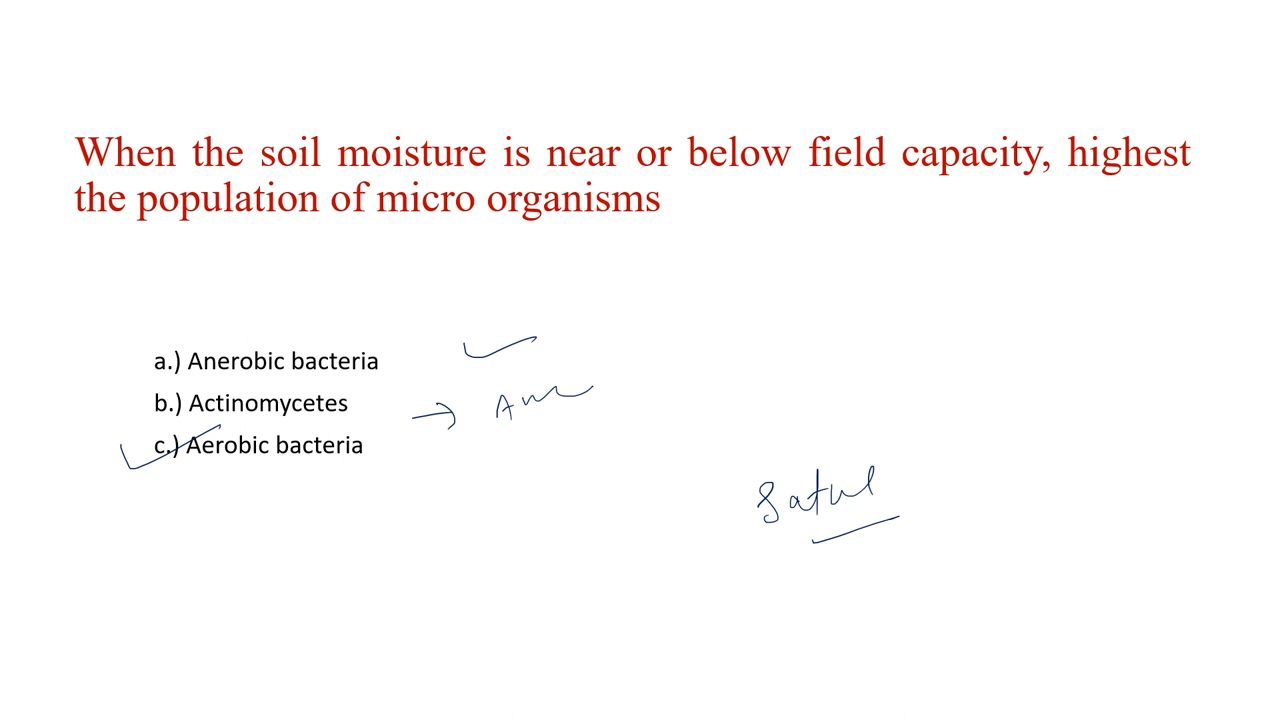 When the soil moisture is near or below field capacity, highest
the population of micro organisms
a.) Anerobic bacteria
b.) Actinomycetes
c.) Aerobic bacteria